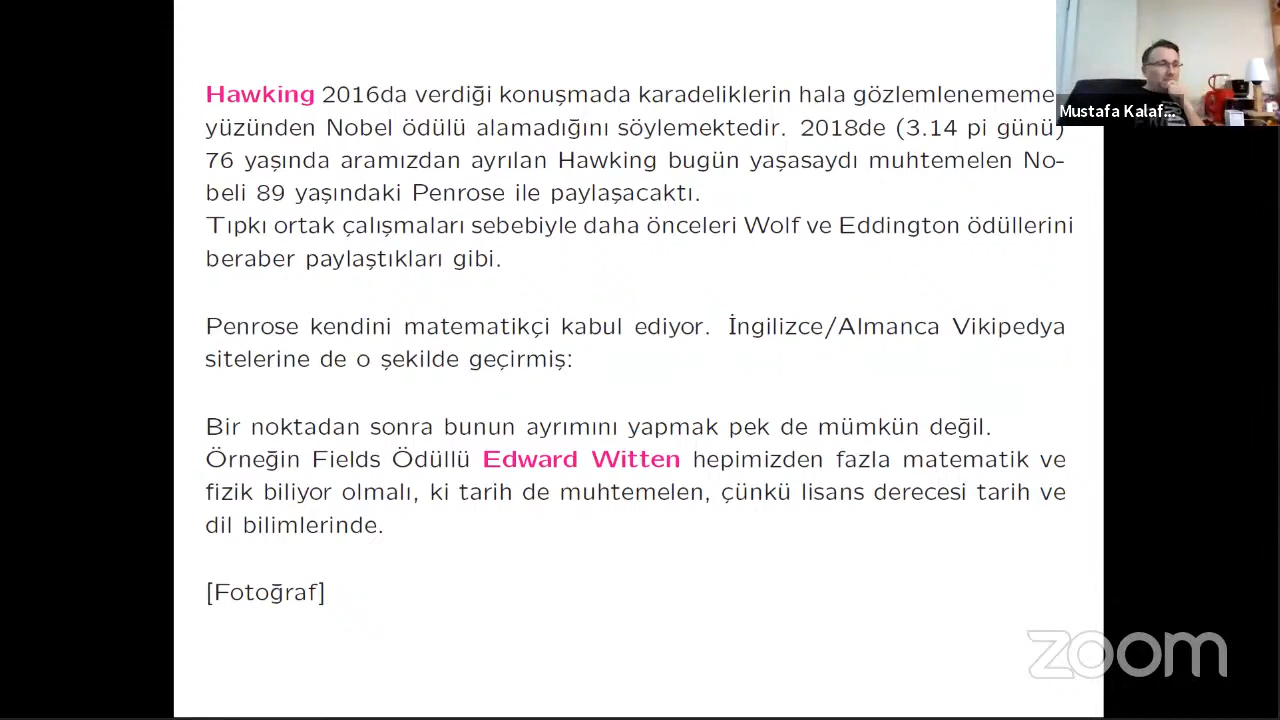 Hawking 2016da verdiği konuşmada karadeliklerin hala gözlemlenememe
yüzünden Nobel ödülü alamadığını söylemektedir. 2018de (3.14 pi günü)
76 yaşında aramızdan ayrılan Hawking bugün yaşasaydı muhtemelen No-
beli 89 yaşındaki Penrose ile paylaşacaktı.
Tıpkı ortak çalışmaları sebebiyle daha önceleri Wolf ve Eddington ödüllerini
beraber paylaştıkları gibi.
Penrose kendini matematikçi kabul ediyor. İngilizce/Almanca Vikipedya
sitelerine de o şekilde geçirmiş:
Bir noktadan sonra bunun ayrımını yapmak pek de mümkün değil.
Örneğin Fields Ödüllü Edward Witten hepimizden fazla matematik ve
fizik biliyor olmalı, ki tarih de muhtemelen, çünkü lisans derecesi tarih ve
dil bilimlerinde.
[Fotoğraf]
Mustafa Kalaf...
zoom